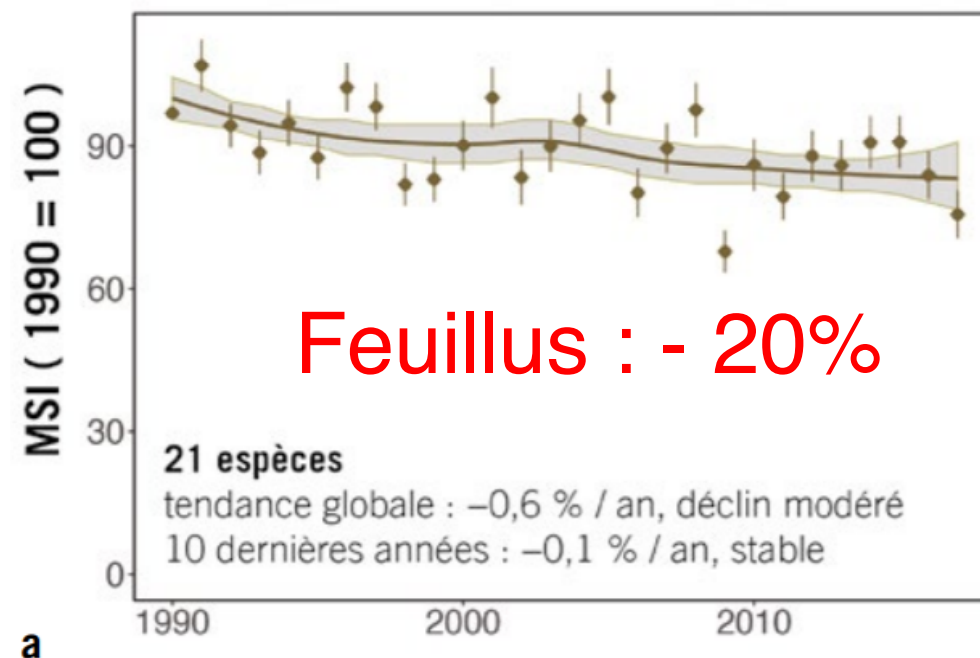 MSI ( 1990 = 100 )
90
60
30
0
Feuillus : - 20%
21 espèces
tendance globale : –0,6 % / an, déclin modéré
10 dernières années : –0,1 % / an, stable
1990 2000 2010
a